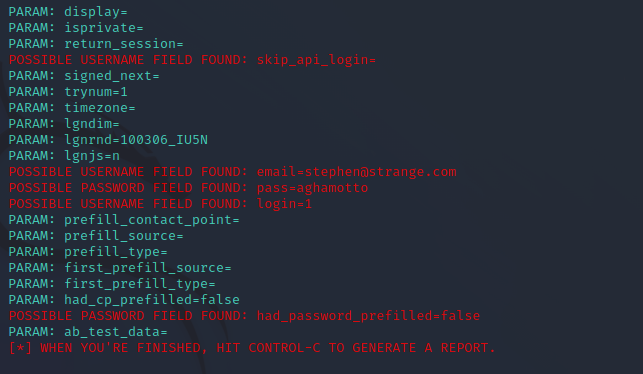 PARAM: display=
PARAM: isprivate=
PARAM: return_session=
POSSIBLE USERNAME FIELD FOUND: skip_api_login=
PARAM: signed_next=
PARAM: trynum=1
PARAM: timezone=
PARAM: lgndim=
PARAM: lgnrnd=100306_IU5N
PARAM: lgnjs=n
POSSIBLE USERNAME FIELD FOUND: email=stephen@strange.com
POSSIBLE PASSWORD FIELD FOUND: pass=aghamotto
POSSIBLE USERNAME FIELD FOUND: login=1
PARAM: prefill_contact_point=
PARAM: prefill_source=
PARAM: prefill_type=
PARAM: first_prefill_source=
PARAM: first_prefill_type=
PARAM: had_cp_prefilled=false
POSSIBLE PASSWORD FIELD FOUND: had_password_prefilled=false
PARAM: ab_test_data=
[*] WHEN YOU'RE FINISHED, HIT CONTROL-C TO GENERATE A REPORT.